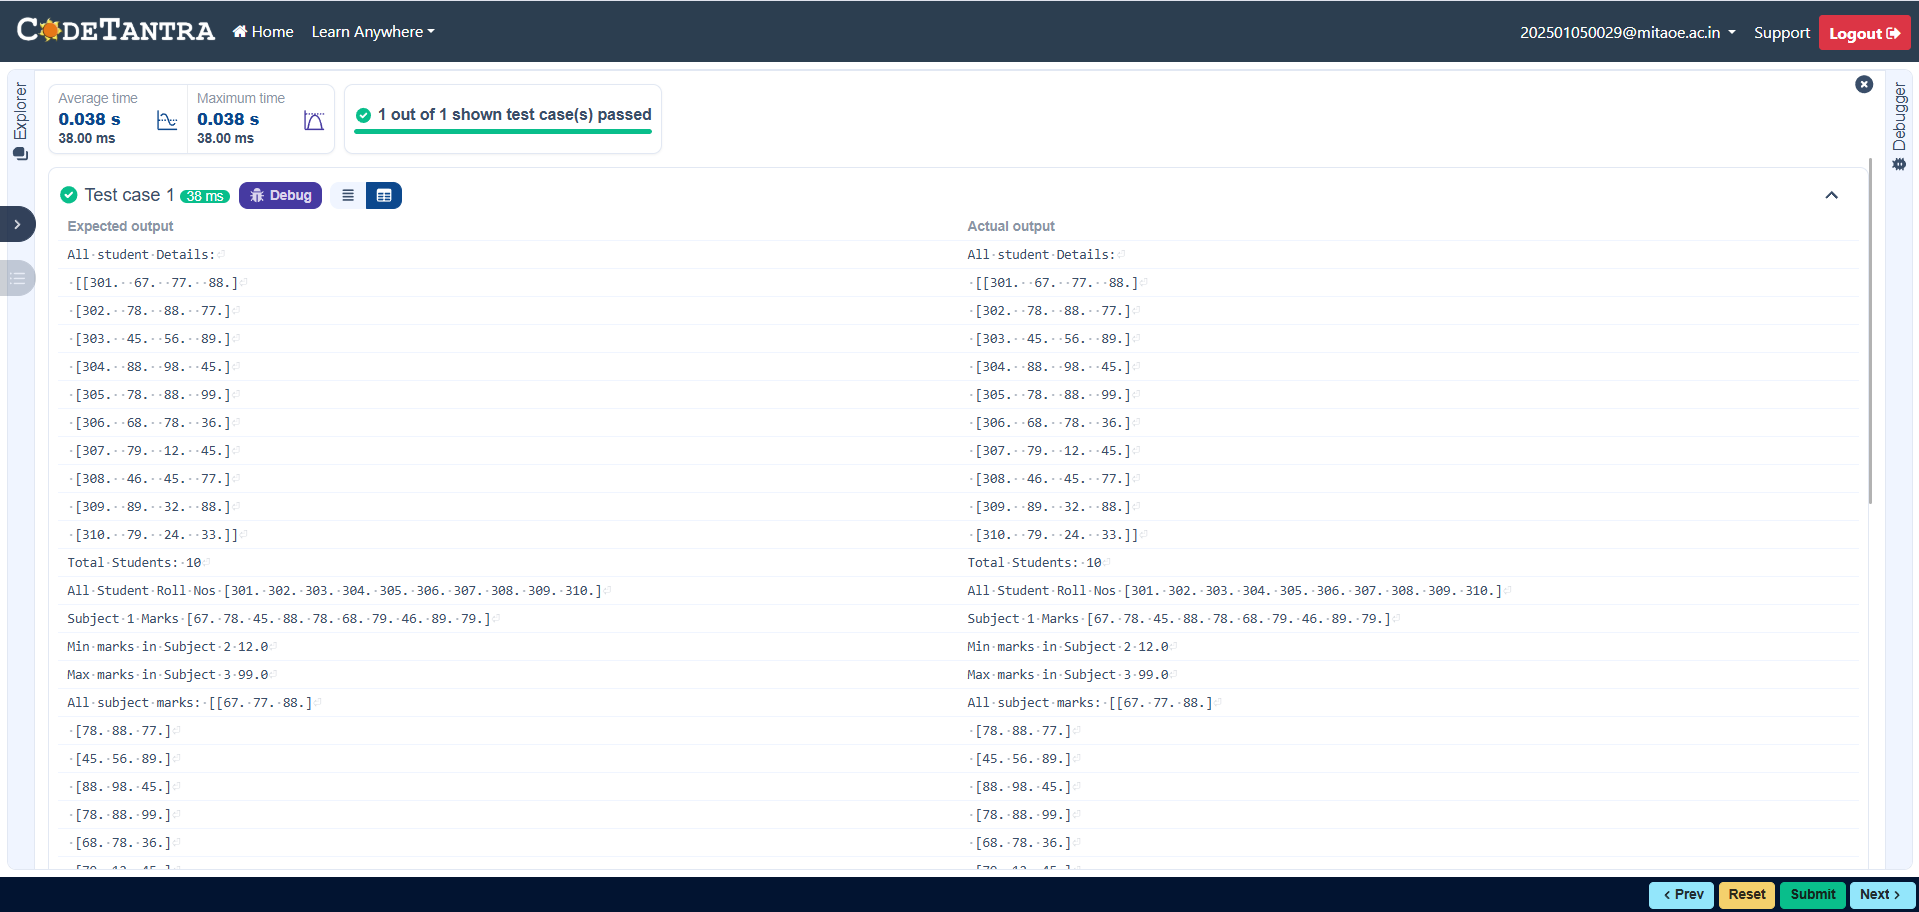 CODETANTRA Home Learn Anywhere 202501050029@mitaoe.ac.in Support Logout
Explorer
Debugger
Average time
0.038 s
38.00 ms
Maximum time
0.038 s
38.00 ms
1 out of 1 shown test case(s) passed
Test case 1 38 ms Debug
Expected output
All·student·Details:
·[[301.··67.··77.··88.]
·[302.··78.··88.··77.]
·[303.··45.··56.··89.]
·[304.··88.··98.··45.]
·[305.··78.··88.··99.]
·[306.··68.··78.··36.]
·[307.··79.··12.··45.]
·[308.··46.··45.··77.]
·[309.··89.··32.··88.]
·[310.··79.··24.··33.]]
Total·Students:·10
All·Student·Roll·Nos·[301.·302.·303.·304.·305.·306.·307.·308.·309.·310.]
Subject·1·Marks·[67.·78.·45.·88.·78.·68.·79.·46.·89.·79.]
Min·marks·in·Subject·2·12.0
Max·marks·in·Subject·3·99.0
All·subject·marks:·[[67.·77.·88.]
·[78.·88.·77.]
·[45.·56.·89.]
·[88.·98.·45.]
·[78.·88.·99.]
·[68.·78.·36.]
·[79.·12.·45.]
Actual output
All·student·Details:
·[[301.··67.··77.··88.]
·[302.··78.··88.··77.]
·[303.··45.··56.··89.]
·[304.··88.··98.··45.]
·[305.··78.··88.··99.]
·[306.··68.··78.··36.]
·[307.··79.··12.··45.]
·[308.··46.··45.··77.]
·[309.··89.··32.··88.]
·[310.··79.··24.··33.]]
Total·Students:·10
All·Student·Roll·Nos·[301.·302.·303.·304.·305.·306.·307.·308.·309.·310.]
Subject·1·Marks·[67.·78.·45.·88.·78.·68.·79.·46.·89.·79.]
Min·marks·in·Subject·2·12.0
Max·marks·in·Subject·3·99.0
All·subject·marks:·[[67.·77.·88.]
·[78.·88.·77.]
·[45.·56.·89.]
·[88.·98.·45.]
·[78.·88.·99.]
·[68.·78.·36.]
·[79.·12.·45.]
Prev Reset Submit Next